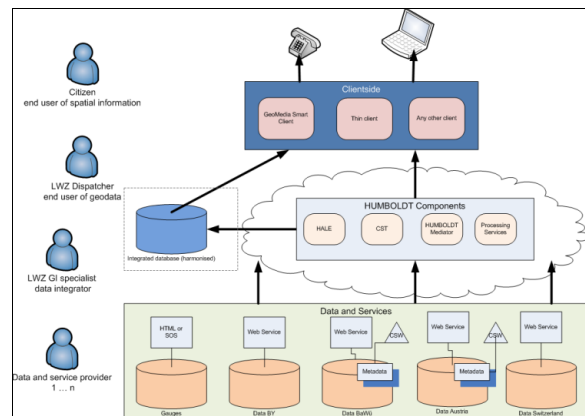 Citizen
end user of spatial information
LWZ Dispatcher
end user of geodata
LWZ GI specialist
data integrator
Data and service provider
1 ... n
Clientside
GeoMedia Smart
Client
Thin client
Any other client
HUMBOLDT Components
HALE
CST
HUMBOLDT
Mediator
Processing
Services
Integrated database (harmonised)
Data and Services
HTML or
SOS
Web Service
Web Service
CSW
Web Service
CSW
Web Service
Metadata
Metadata
Gauges
Data BY
Data BaWü
Data Austria
Data Switzerland